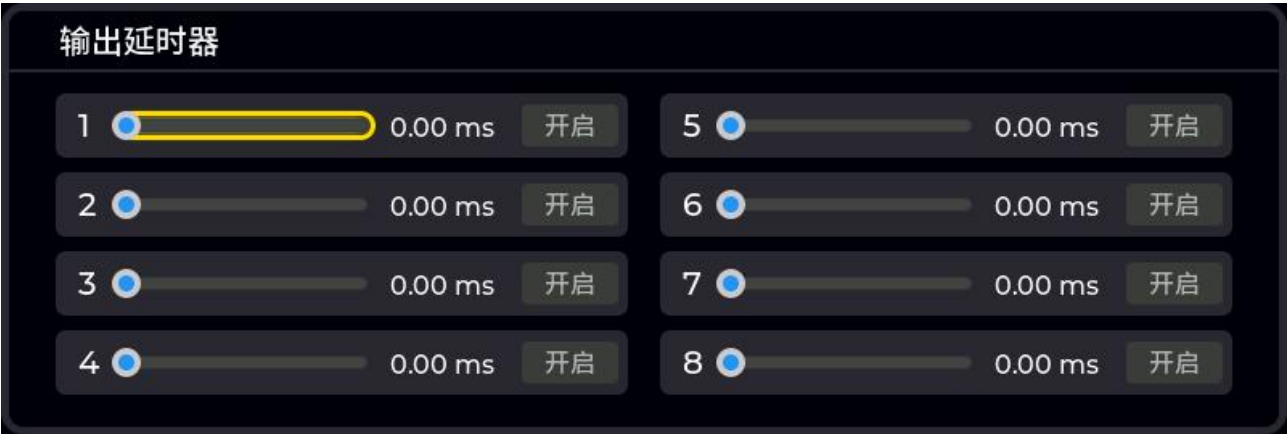 输出延时器
1 0.00 ms 开启 5 0.00 ms 开启
2 0.00 ms 开启 6 0.00 ms 开启
3 0.00 ms 开启 7 0.00 ms 开启
4 0.00 ms 开启 8 0.00 ms 开启